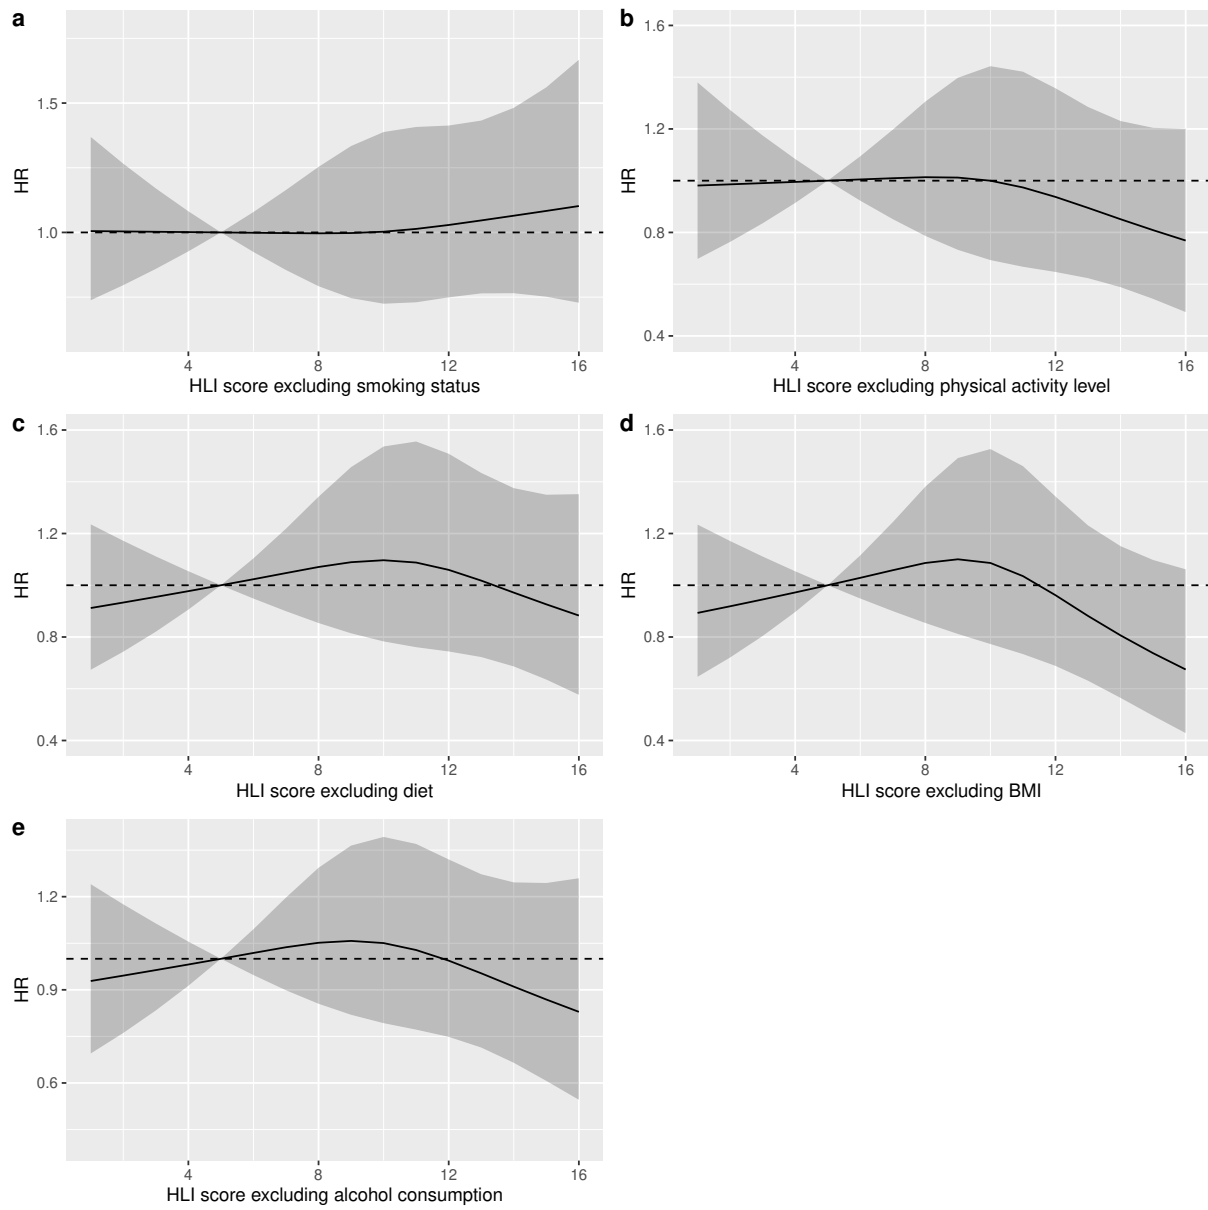 a
1.5
1.0
HR
4 8 12 16
HLI score excluding smoking status
b
1.6
1.2
0.8
0.4
HR
4 8 12 16
HLI score excluding physical activity level
c
1.6
1.2
0.8
0.4
HR
4 8 12 16
HLI score excluding diet
d
1.6
1.2
0.8
0.4
HR
4 8 12 16
HLI score excluding BMI
e
1.2
0.9
0.6
HR
4 8 12 16
HLI score excluding alcohol consumption